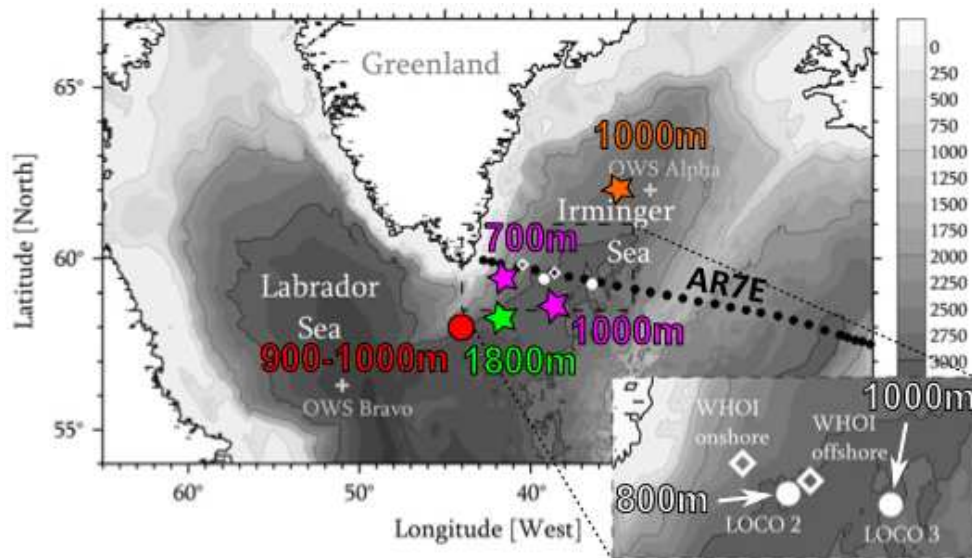 Greenland
65°
60°
55°
Latitude [North]
1000m
OWS Alpha
Irminger
Sea
700m
Labrador
Sea
AR7E
900-1000m
1800m
1000m
OWS Bravo
60°
50°
40°
Longitude [West]
0
250
500
750
1000
1250
1500
1750
2000
2250
2500
2750
3000
1000m
WHOI
onshore
WHOI
offshore
800m
LOCO 2
LOCO 3